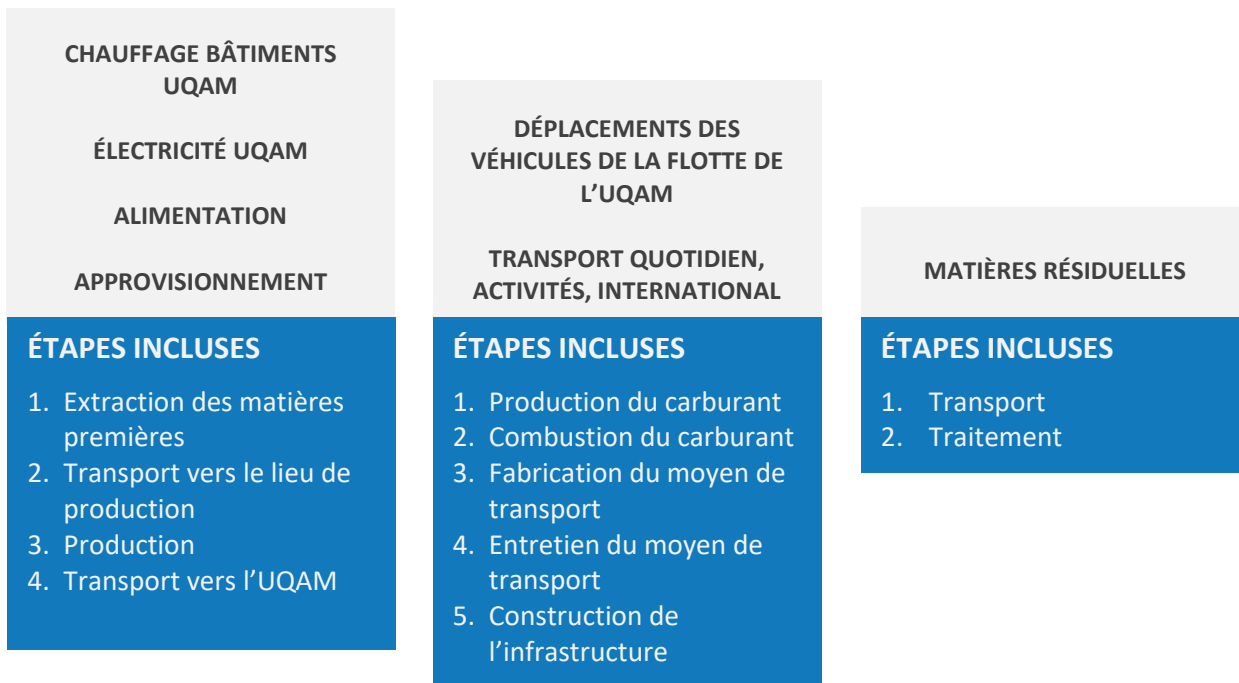 CHAUFFAGE BÂTIMENTS
UQAM
ÉLECTRICITÉ UQAM
ALIMENTATION
APPROVISIONNEMENT
ÉTAPES INCLUSES
1. Extraction des matières
premières
2. Transport vers le lieu de
production
3. Production
4. Transport vers l’UQAM
DÉPLACEMENTS DES
VÉHICULES DE LA FLOTTE DE
L’UQAM
TRANSPORT QUOTIDIEN,
ACTIVITÉS, INTERNATIONAL
ÉTAPES INCLUSES
1. Production du carburant
2. Combustion du carburant
3. Fabrication du moyen de
transport
4. Entretien du moyen de
transport
5. Construction de
l’infrastructure
MATIÈRES RÉSIDUELLES
ÉTAPES INCLUSES
1. Transport
2. Traitement